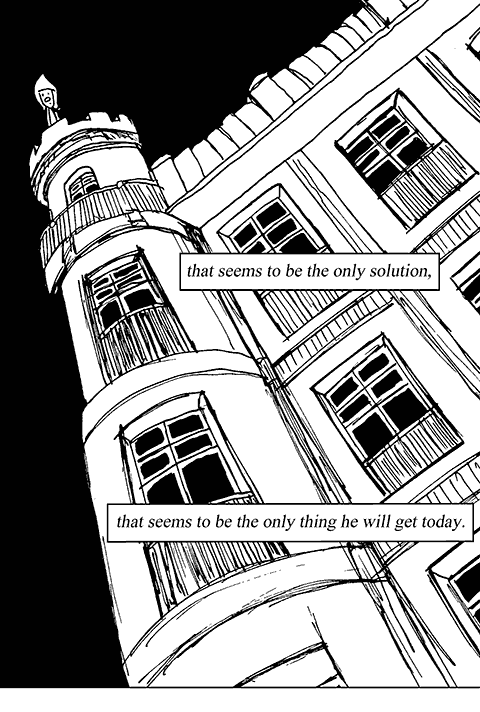 that seems to be the only solution,
that seems to be the only thing he will get today.